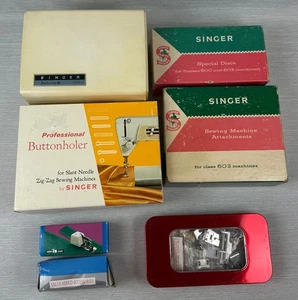 SINGER
SINGER
Special Discs
for Slashers 600 and 603 machines
S
SINGER
Sewing Machine
Attachments
for class 603 machines
S
Professional
Buttonholer
for Slant Needle
Zig-Zag Sewing Machines
by SINGER